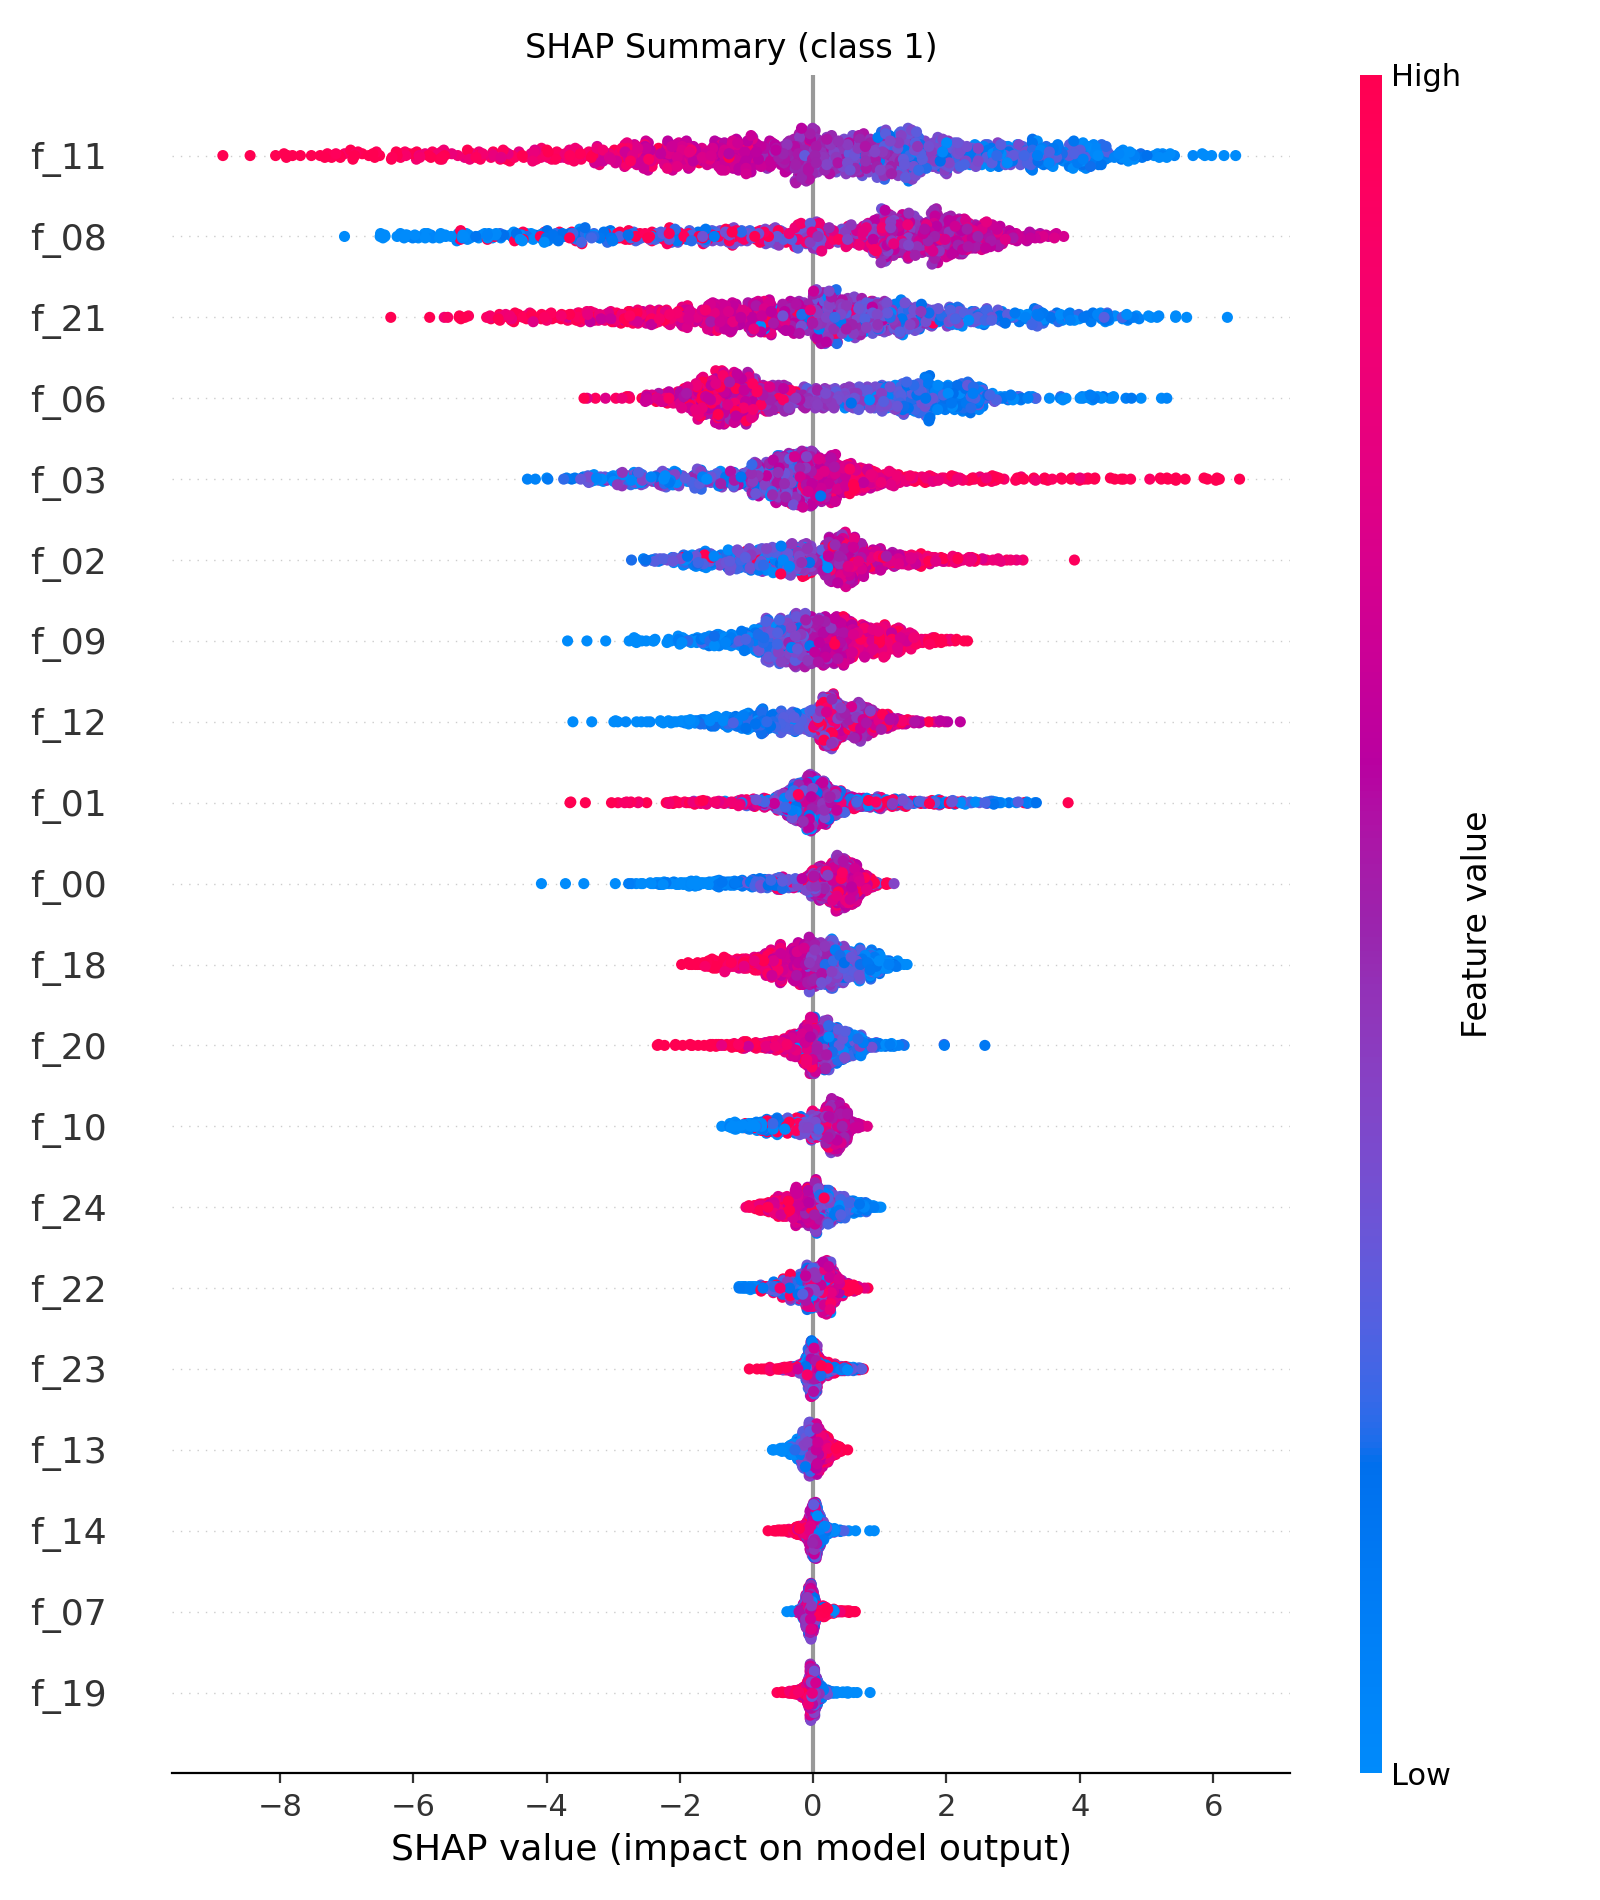 SHAP Summary (class 1)
High
f_11
f_08
f_21
f_06
f_03
f_02
f_09
f_12
f_01
f_00
f_18
f_20
f_10
f_24
f_22
f_23
f_13
f_14
f_07
f_19
Feature value
Low
−8 −6 −4 −2 0 2 4 6
SHAP value (impact on model output)